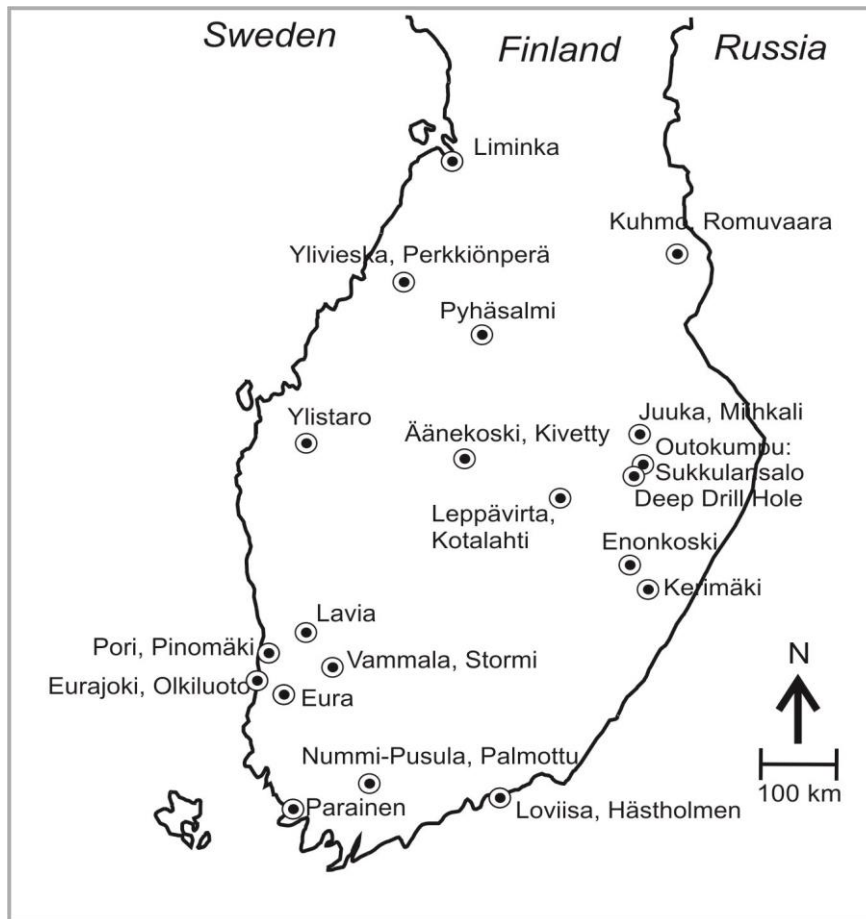 Sweden
Finland
Russia
Liminka
Kuhmo, Romuvaara
Ylivieska, Perkkiönperä
Pyhäsalmi
Ylistaro
Äänekoski, Kivetty
Juuka, Miihkali
Outokumpu:
Sukkulansalo
Deep Drill Hole
Leppävirta,
Kotalahti
Enonkoski
Kerimäki
Lavia
Pori, Pinomäki
Vammala, Stormi
Eurajoki, Olkiluoto
Eura
N
Nummi-Pusula, Palmottu
100 km
Parainen
Loviisa, Hästholmen